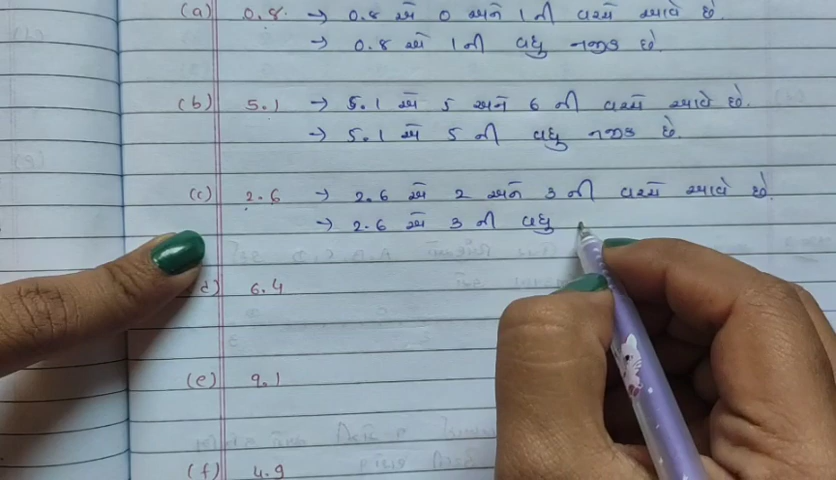 (a) 0.8 → 0.8 એ 0 અને 1 ની વચ્ચે આવે છે.
→ 0.8 એ 1 ની વધુ નજીક છે.
(b) 5.1 → 5.1 એ 5 અને 6 ની વચ્ચે આવે છે.
→ 5.1 એ 5 ની વધુ નજીક છે.
(c) 2.6 → 2.6 એ 2 અને 3 ની વચ્ચે આવે છે.
→ 2.6 એ 3 ની વધુ
d) 6.4
(e) 9.1
(f) 4.9